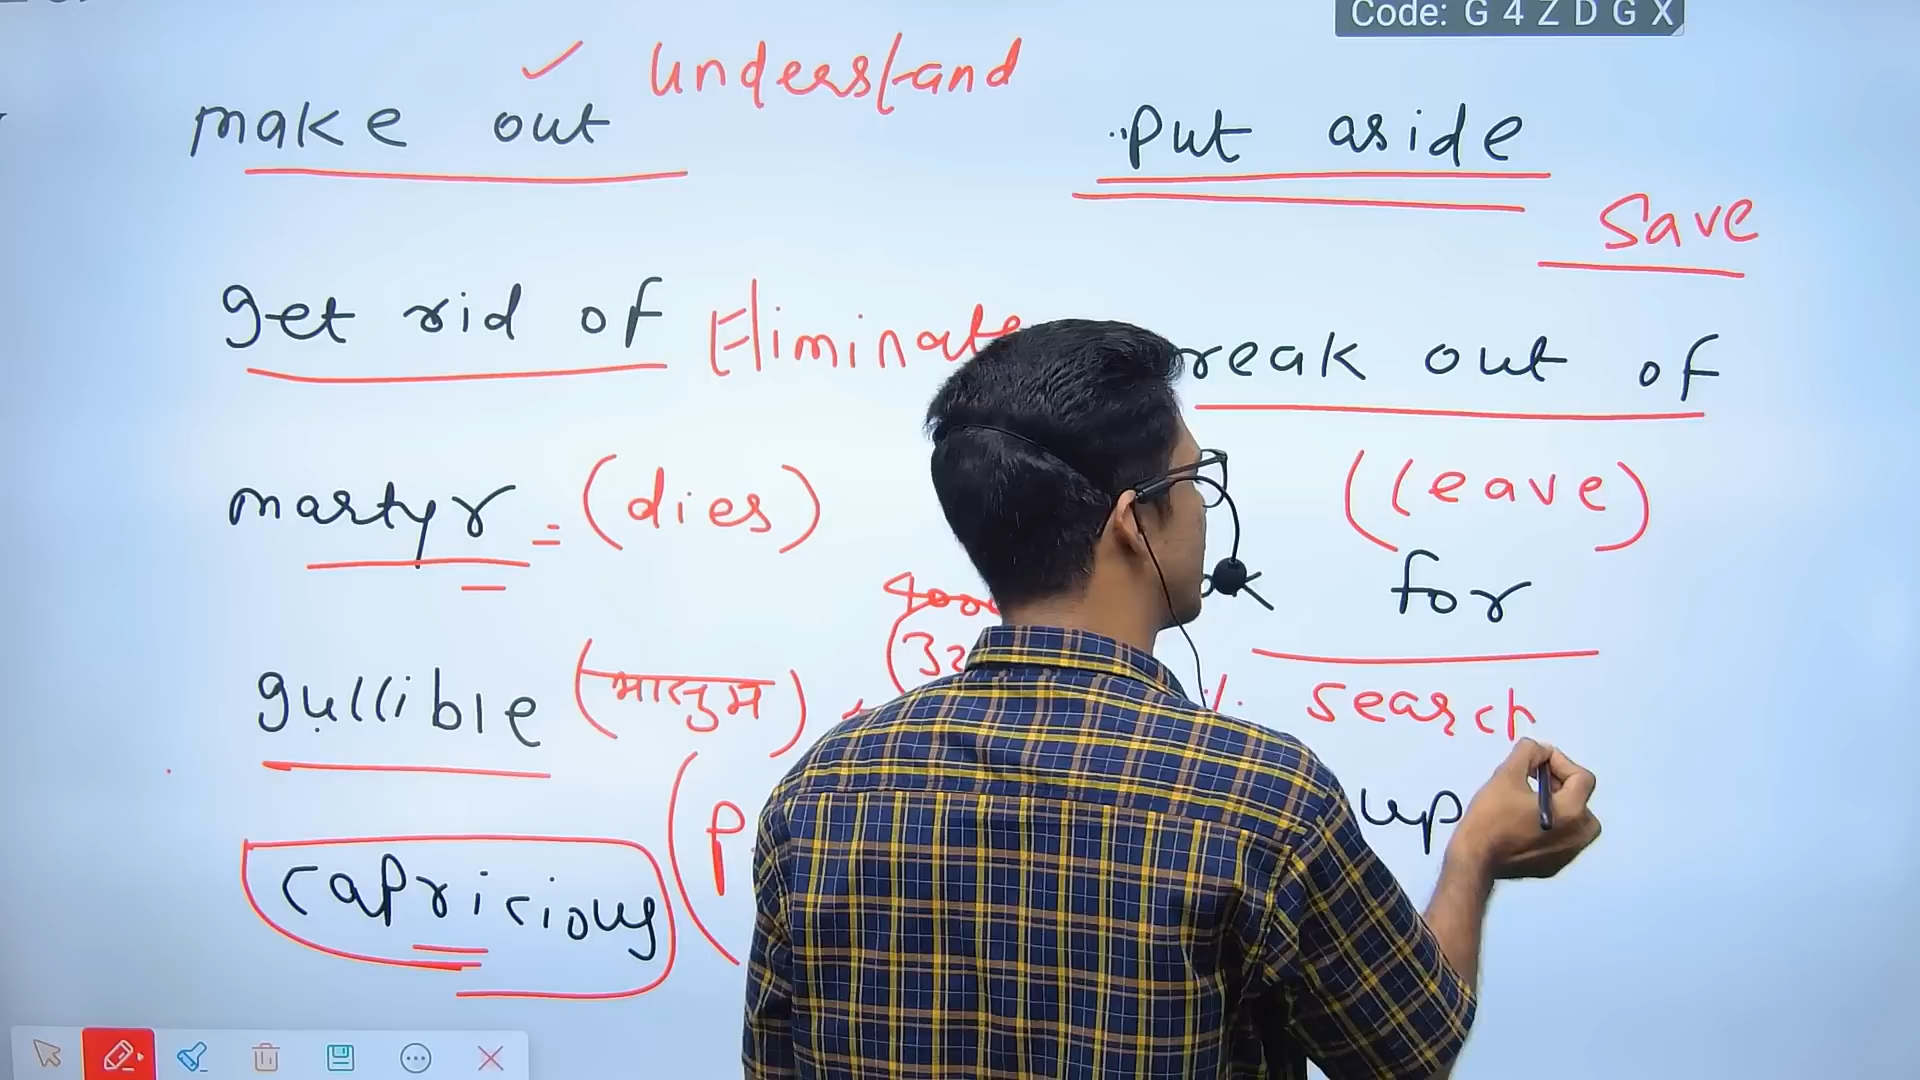 Code: G 4 Z D G X
understand
make out
put aside
save
get rid of Eliminate
reak out of
martyr = (dies)
(leave)
for
gullible (मासुम)
search
up
capricious